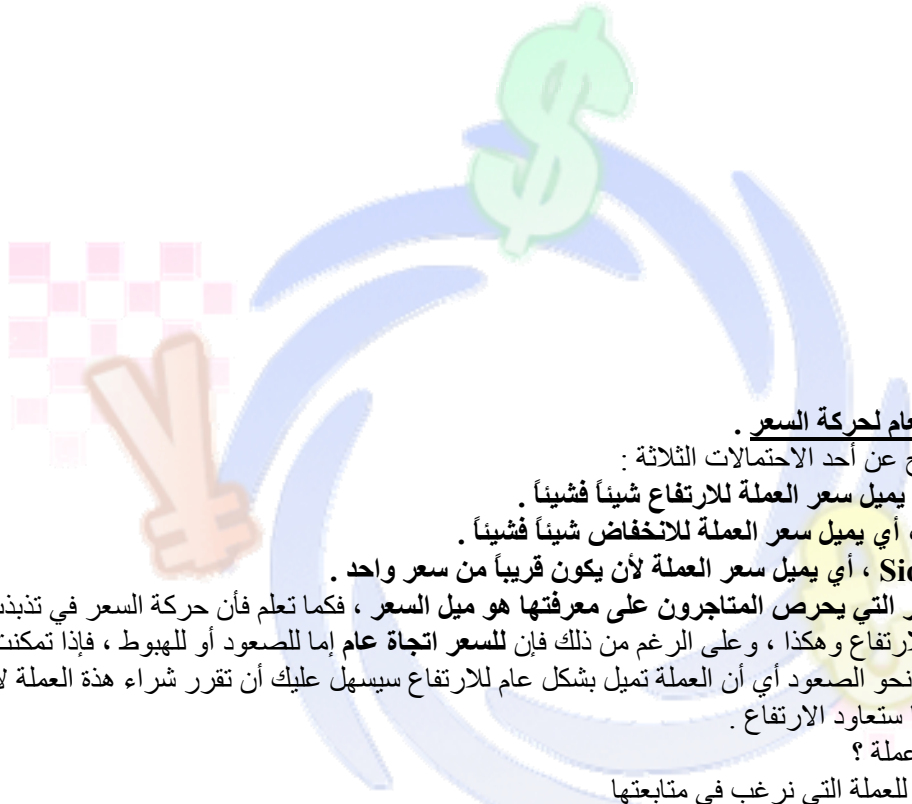 عام لحركة السعر .
عن أحد الاحتمالات الثلاثة :
يميل سعر العملة للارتفاع شيئاً فشيئاً .
، أي يميل سعر العملة للانخفاض شيئاً فشيئاً .
، أي يميل سعر العملة لأن يكون قريباً من سعر واحد .
التي يحرص المتاجرون على معرفتها هو ميل السعر ، فكما تعلم فأن حركة السعر في
وهكذا ، وعلى الرغم من ذلك فإن للسعر اتجاة عام إما للصعود أو للهبوط ، فإذا تمكنت
نحو الصعود أي أن العملة تميل بشكل عام للارتفاع سيسهل عليك أن تقرر شراء هذة العملة
ستعاود الارتفاع .
عملة ؟
للعملة التي نرغب في متابعتها